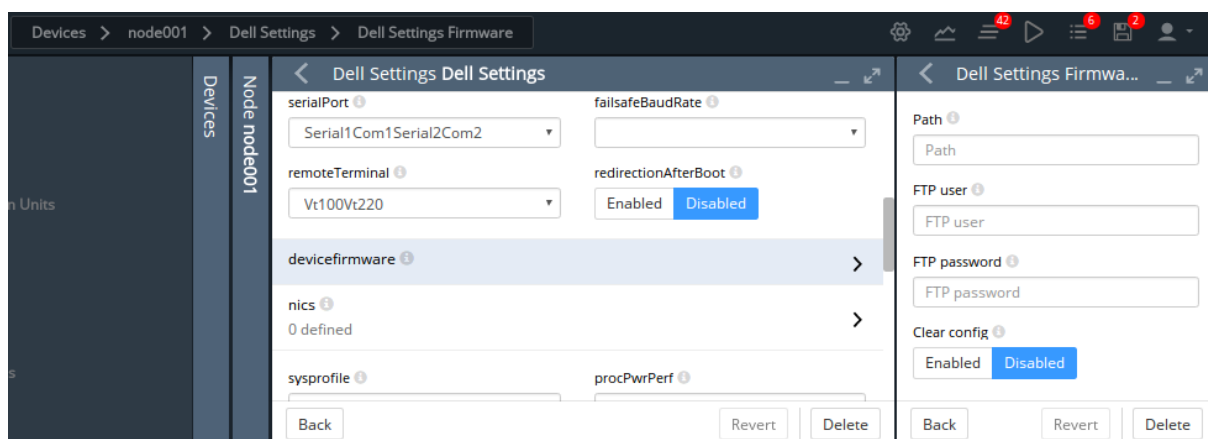 Devices > node001 > Dell Settings > Dell Settings Firmware
42
6
2
n Units
s
Devices
Node node001
Dell Settings Dell Settings
serialPort
Serial1Com1Serial2Com2
failsafeBaudRate
remoteTerminal
Vt100Vt220
redirectionAfterBoot
Enabled Disabled
devicefirmware
nics
0 defined
sysprofile
procPwrPerf
Back Revert Delete
Dell Settings Firmwa...
Path
Path
FTP user
FTP user
FTP password
FTP password
Clear config
Enabled Disabled
Back Revert Delete